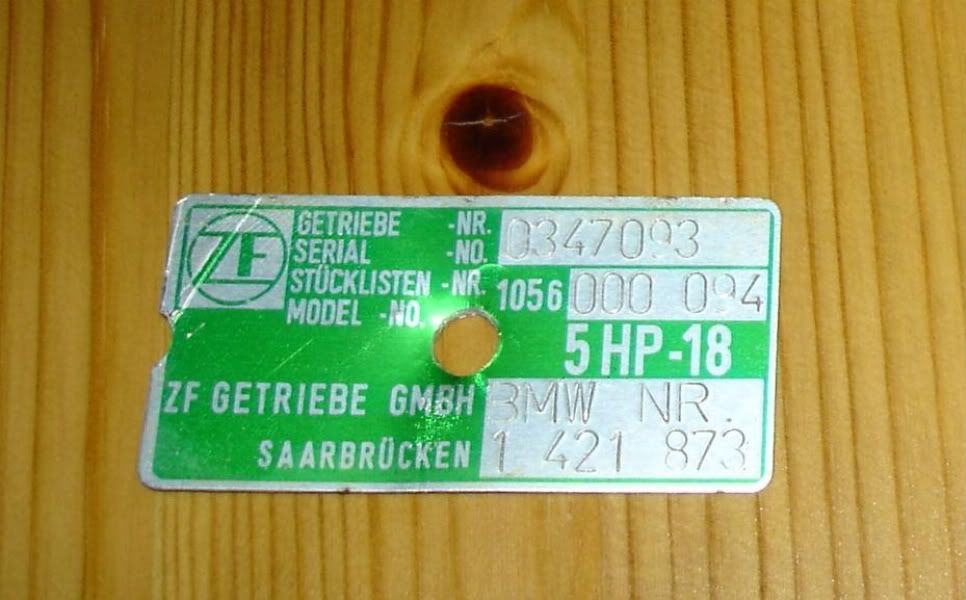 ZF
GETRIEBE -NR.
SERIAL -NO. 0347093
STÜCKLISTEN -NR.
MODEL -NO. 1056 000 094
5 HP - 18
ZF GETRIEBE GMBH BMW NR.
SAARBRÜCKEN 1 421 873